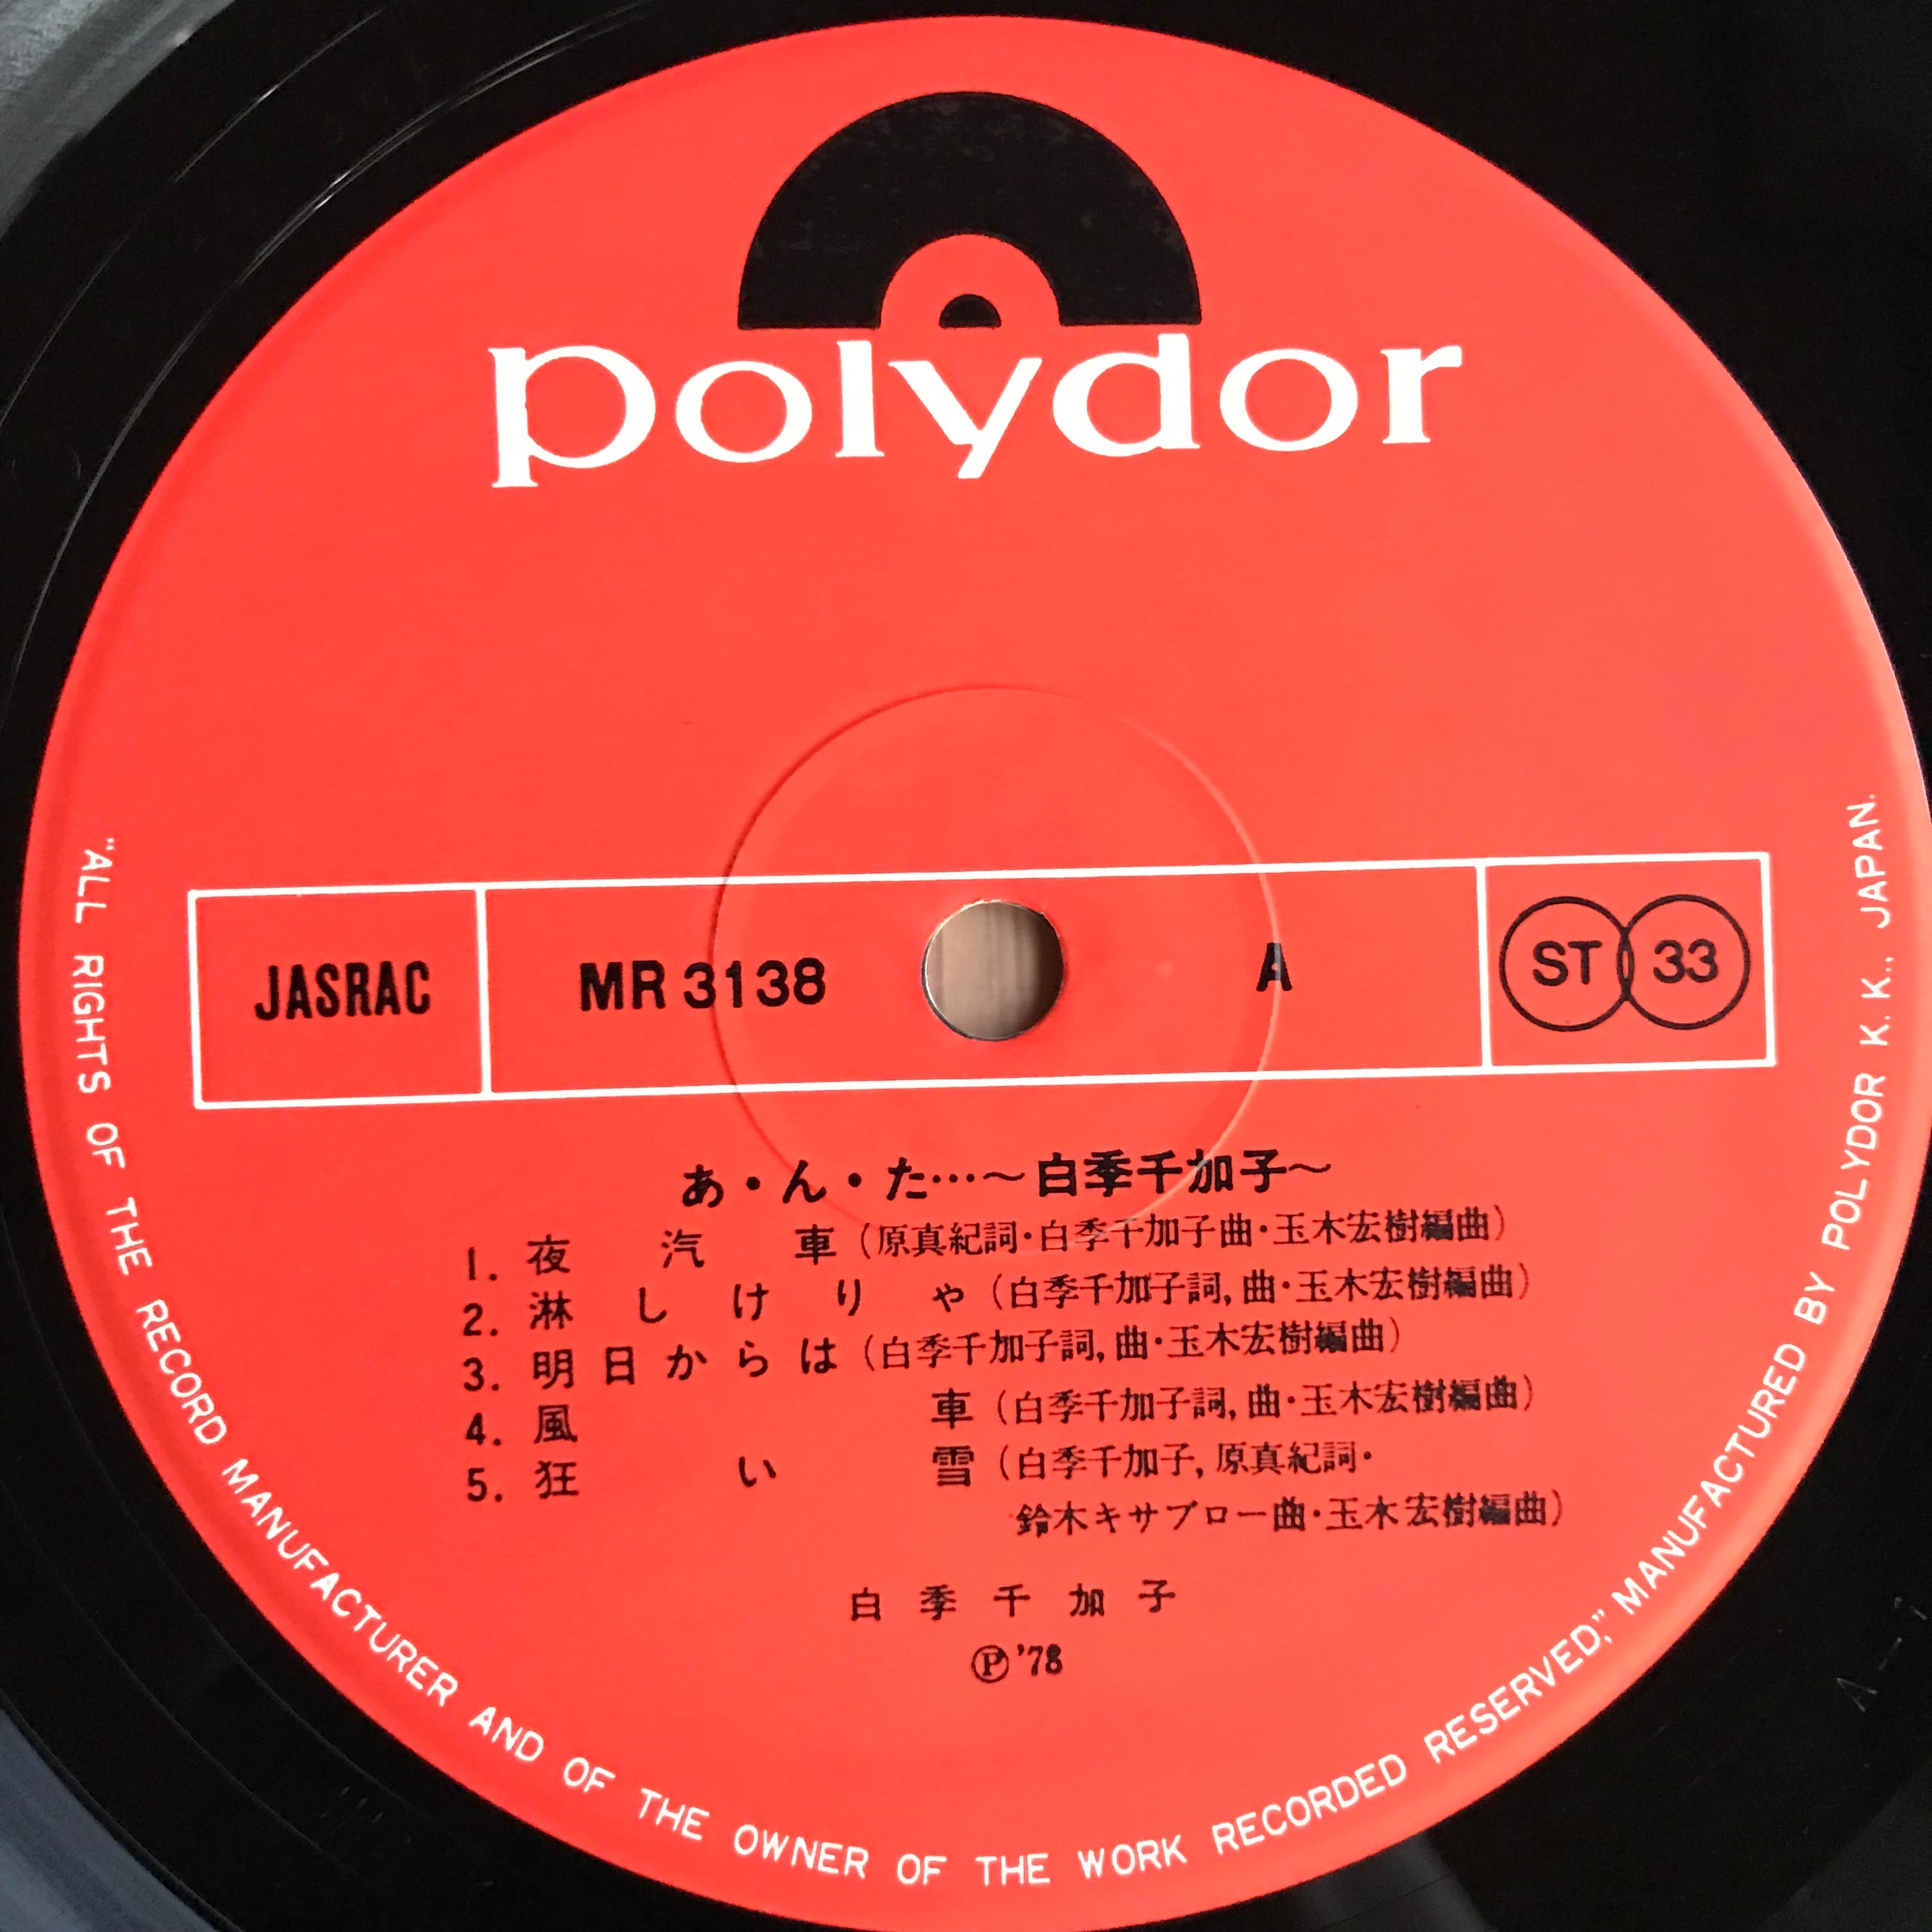 polydor
JASRAC
MR 3138
A
ST 33
あ・ん・た…～白季千加子～
1. 夜汽車（原真紀詞・白季千加子曲・玉木宏樹編曲）
2. 淋しけりゃ（白季千加子詞, 曲・玉木宏樹編曲）
3. 明日からは（白季千加子詞, 曲・玉木宏樹編曲）
4. 風車（白季千加子詞, 曲・玉木宏樹編曲）
5. 狂い雪（白季千加子, 原真紀詞・
鈴木キサブロー曲・玉木宏樹編曲）
白季千加子
Ⓟ'78
"ALL RIGHTS OF THE RECORD MANUFACTURER AND OF THE OWNER OF THE WORK RECORDED RESERVED," MANUFACTURED BY POLYDOR K. K., JAPAN.